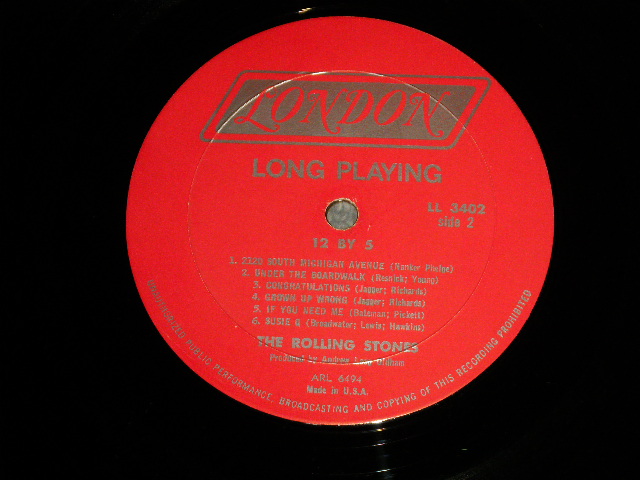 LONDON
LONG PLAYING
LL 3402
side 2
12 BY 5
1. 2120 SOUTH MICHIGAN AVENUE (Nanker Phelge)
2. UNDER THE BOARDWALK (Resnick; Young)
3. CONGRATULATIONS (Jagger; Richards)
4. GROWN UP WRONG (Jagger; Richards)
5. IF YOU NEED ME (Bateman; Pickett)
6. SUSIE Q (Broadwater; Lewis; Hawkins)
THE ROLLING STONES
Produced by Andrew Loog Oldham
ARL 6494
Made in U.S.A.
UNAUTHORIZED PUBLIC PERFORMANCE, BROADCASTING AND COPYING OF THIS RECORDING PROHIBITED